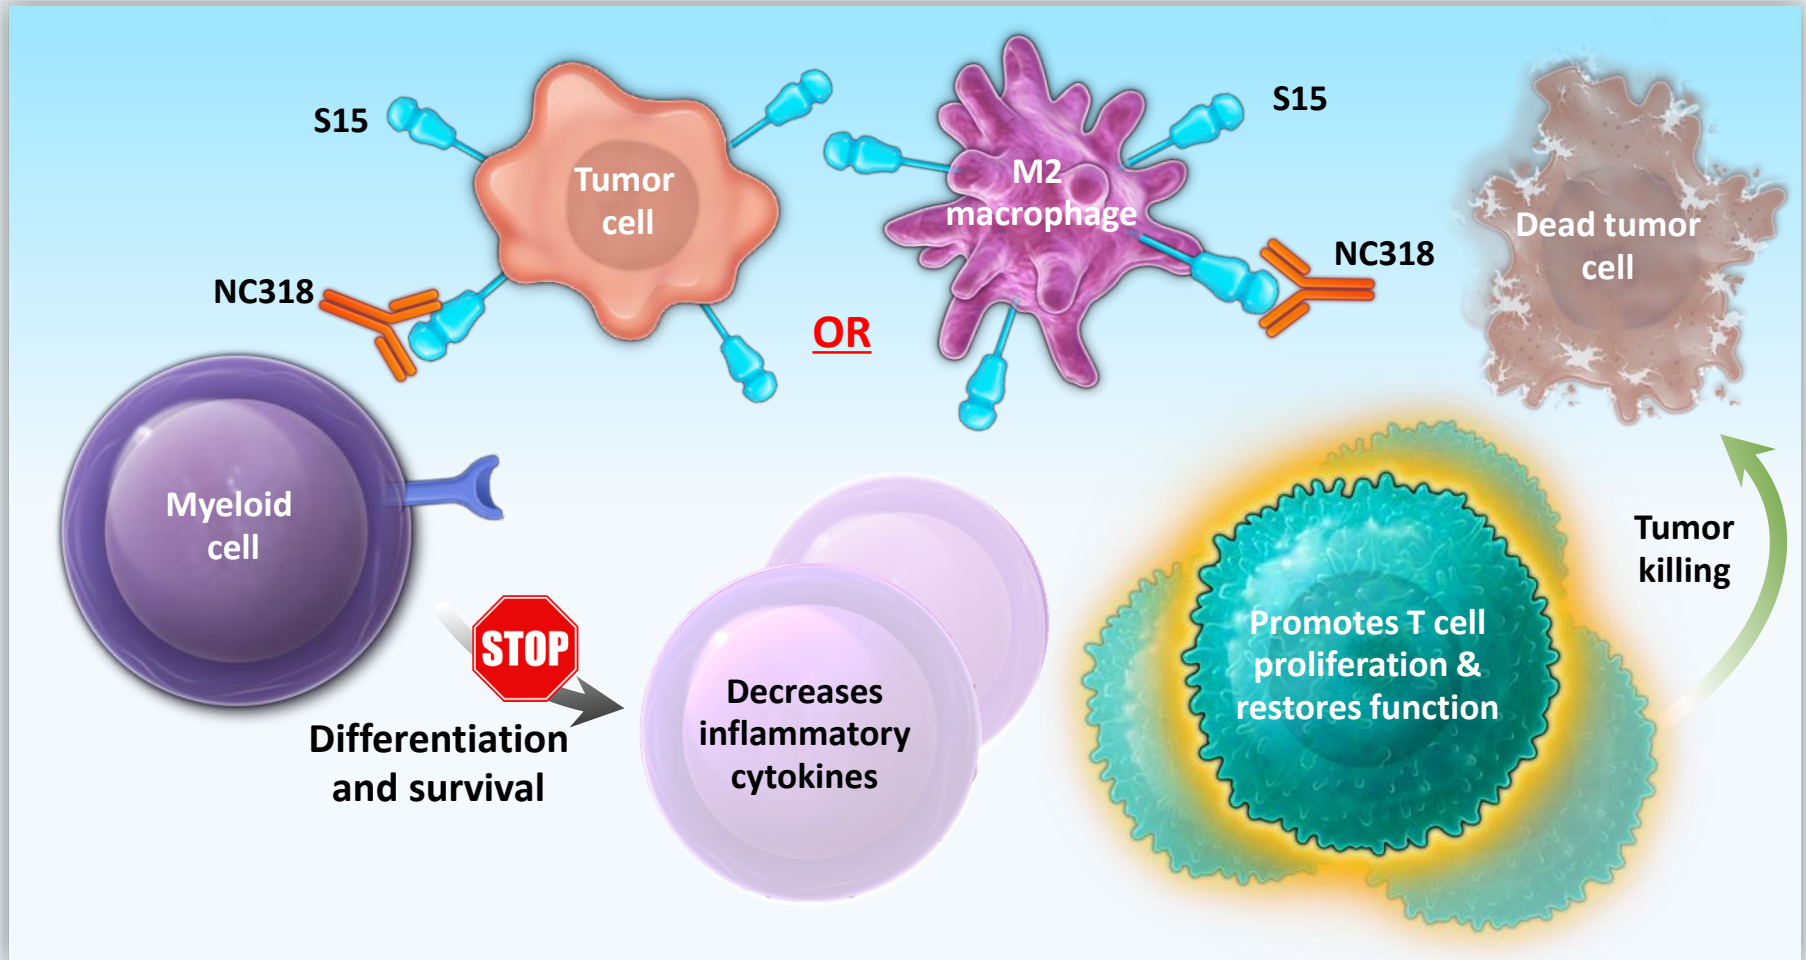 S15
Tumor
cell
NC318
OR
M2
macrophage
S15
NC318
Dead tumor
cell
Myeloid
cell
STOP
Differentiation
and survival
Decreases
inflammatory
cytokines
Promotes T cell
proliferation &
restores function
Tumor
killing